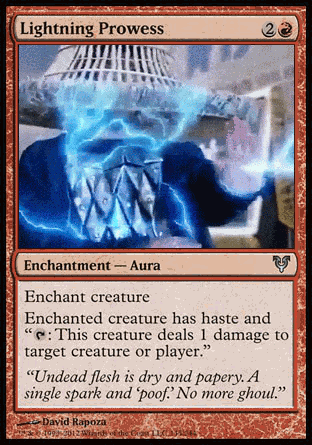 Lightning Prowess 2
Enchantment — Aura
Enchant creature
Enchanted creature has haste and
“ : This creature deals 1 damage to
target creature or player.”
“Undead flesh is dry and papery. A
single spark and ‘poof.’ No more ghoul.”
David Rapoza